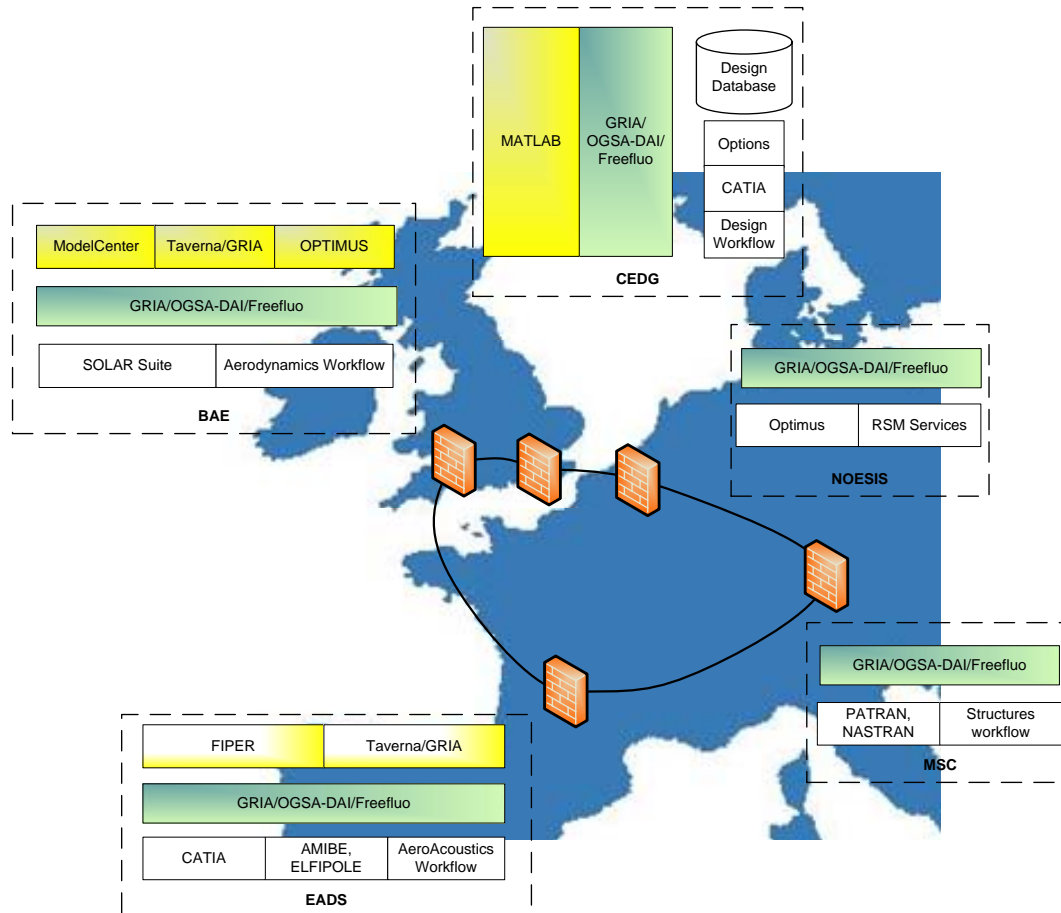 MATLAB
GRIA/
OGSA-DAI/
Freefluo
Design
Database
Options
CATIA
Design
Workflow
CEDG
ModelCenter
Taverna/GRIA
OPTIMUS
GRIA/OGSA-DAI/Freefluo
SOLAR Suite
Aerodynamics Workflow
BAE
GRIA/OGSA-DAI/Freefluo
Optimus
RSM Services
NOESIS
GRIA/OGSA-DAI/Freefluo
PATRAN,
NASTRAN
Structures
workflow
MSC
FIPER
Taverna/GRIA
GRIA/OGSA-DAI/Freefluo
CATIA
AMIBE,
ELFIPOLE
AeroAcoustics
Workflow
EADS